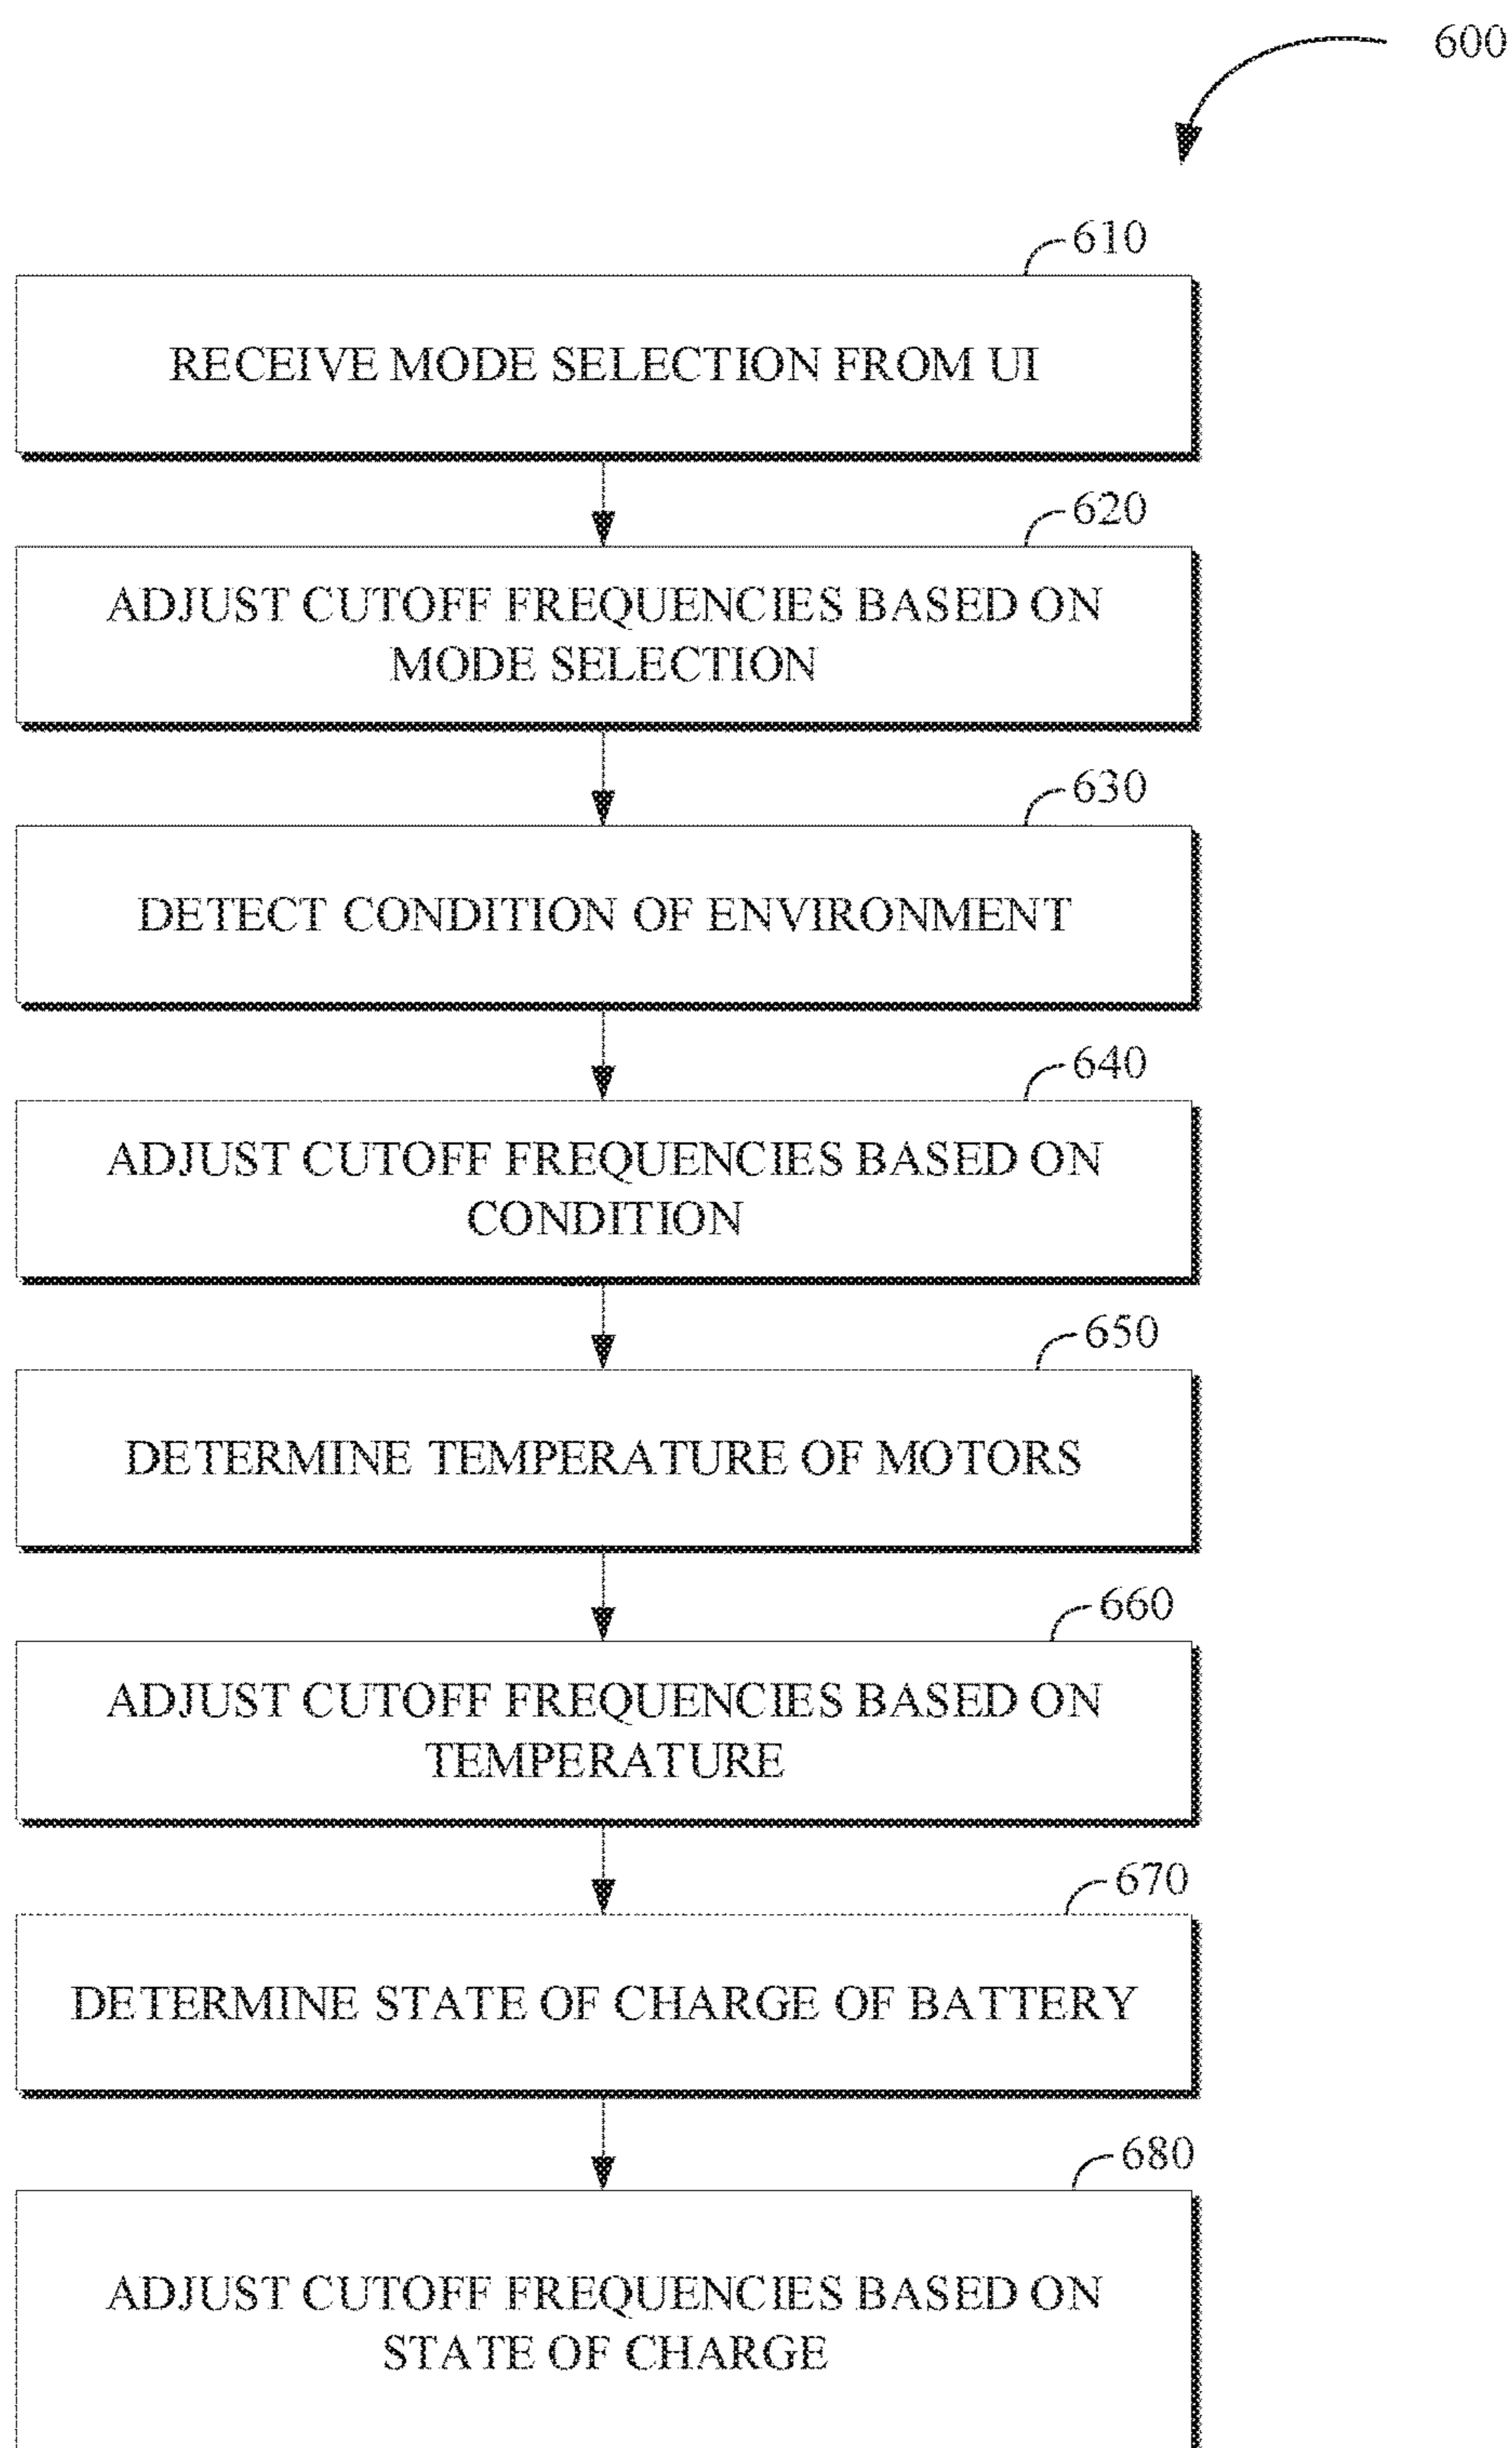 600
610
RECEIVE MODE SELECTION FROM UI
620
ADJUST CUTOFF FREQUENCIES BASED ON
MODE SELECTION
630
DETECT CONDITION OF ENVIRONMENT
640
ADJUST CUTOFF FREQUENCIES BASED ON
CONDITION
650
DETERMINE TEMPERATURE OF MOTORS
660
ADJUST CUTOFF FREQUENCIES BASED ON
TEMPERATURE
670
DETERMINE STATE OF CHARGE OF BATTERY
680
ADJUST CUTOFF FREQUENCIES BASED ON
STATE OF CHARGE